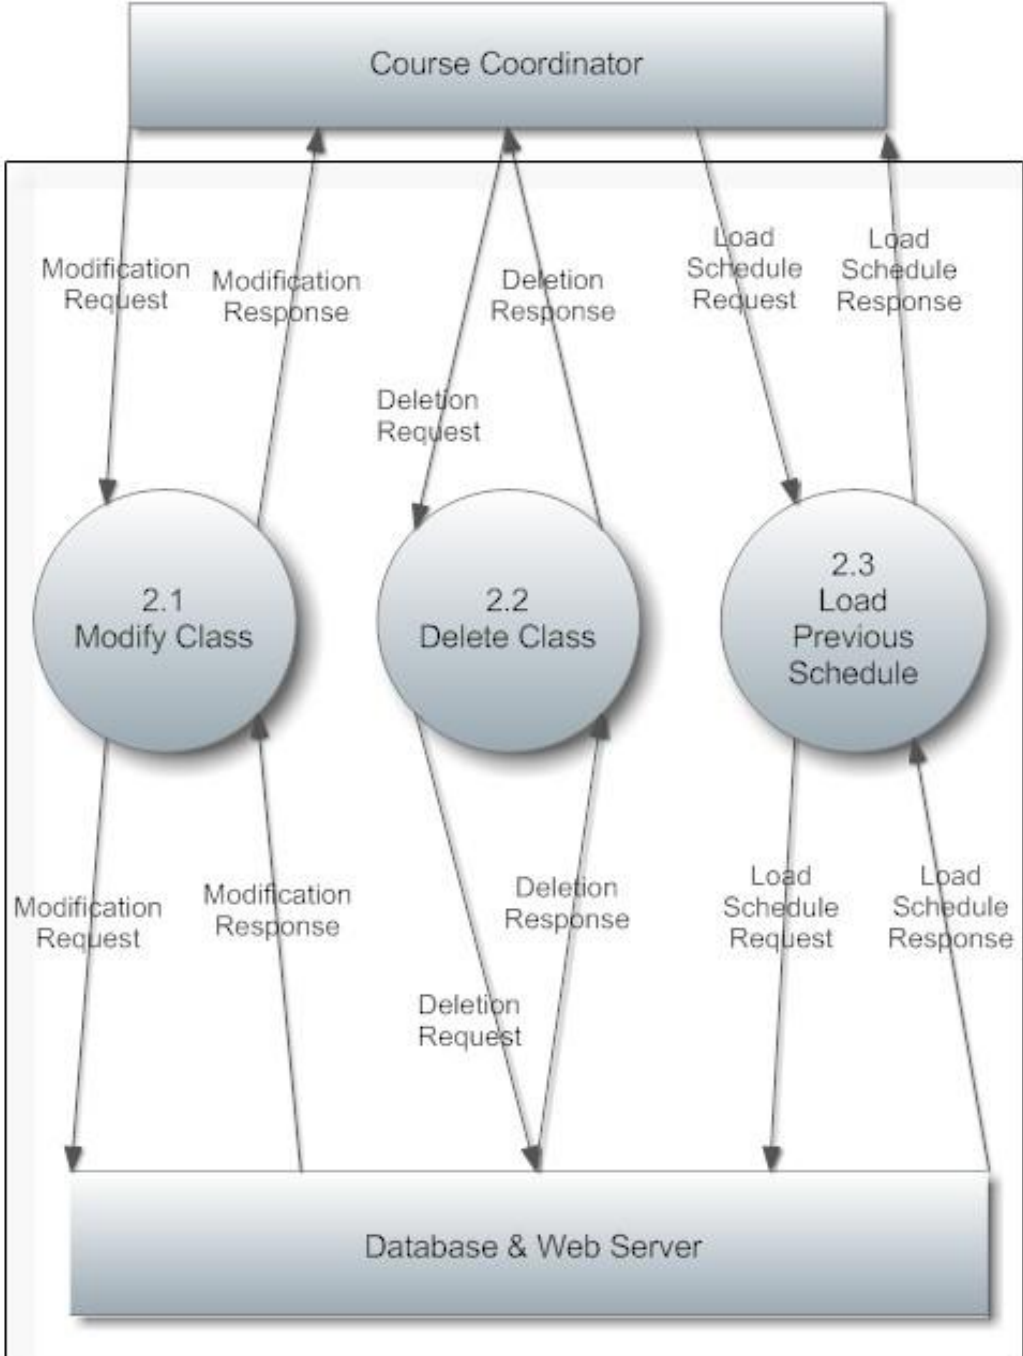 Course Coordinator
Modification
Request
Modification
Response
Deletion
Response
Load
Schedule
Request
Load
Schedule
Response
Deletion
Request
2.1
Modify Class
2.2
Delete Class
2.3
Load
Previous
Schedule
Modification
Request
Modification
Response
Deletion
Response
Load
Schedule
Request
Load
Schedule
Response
Deletion
Request
Database & Web Server